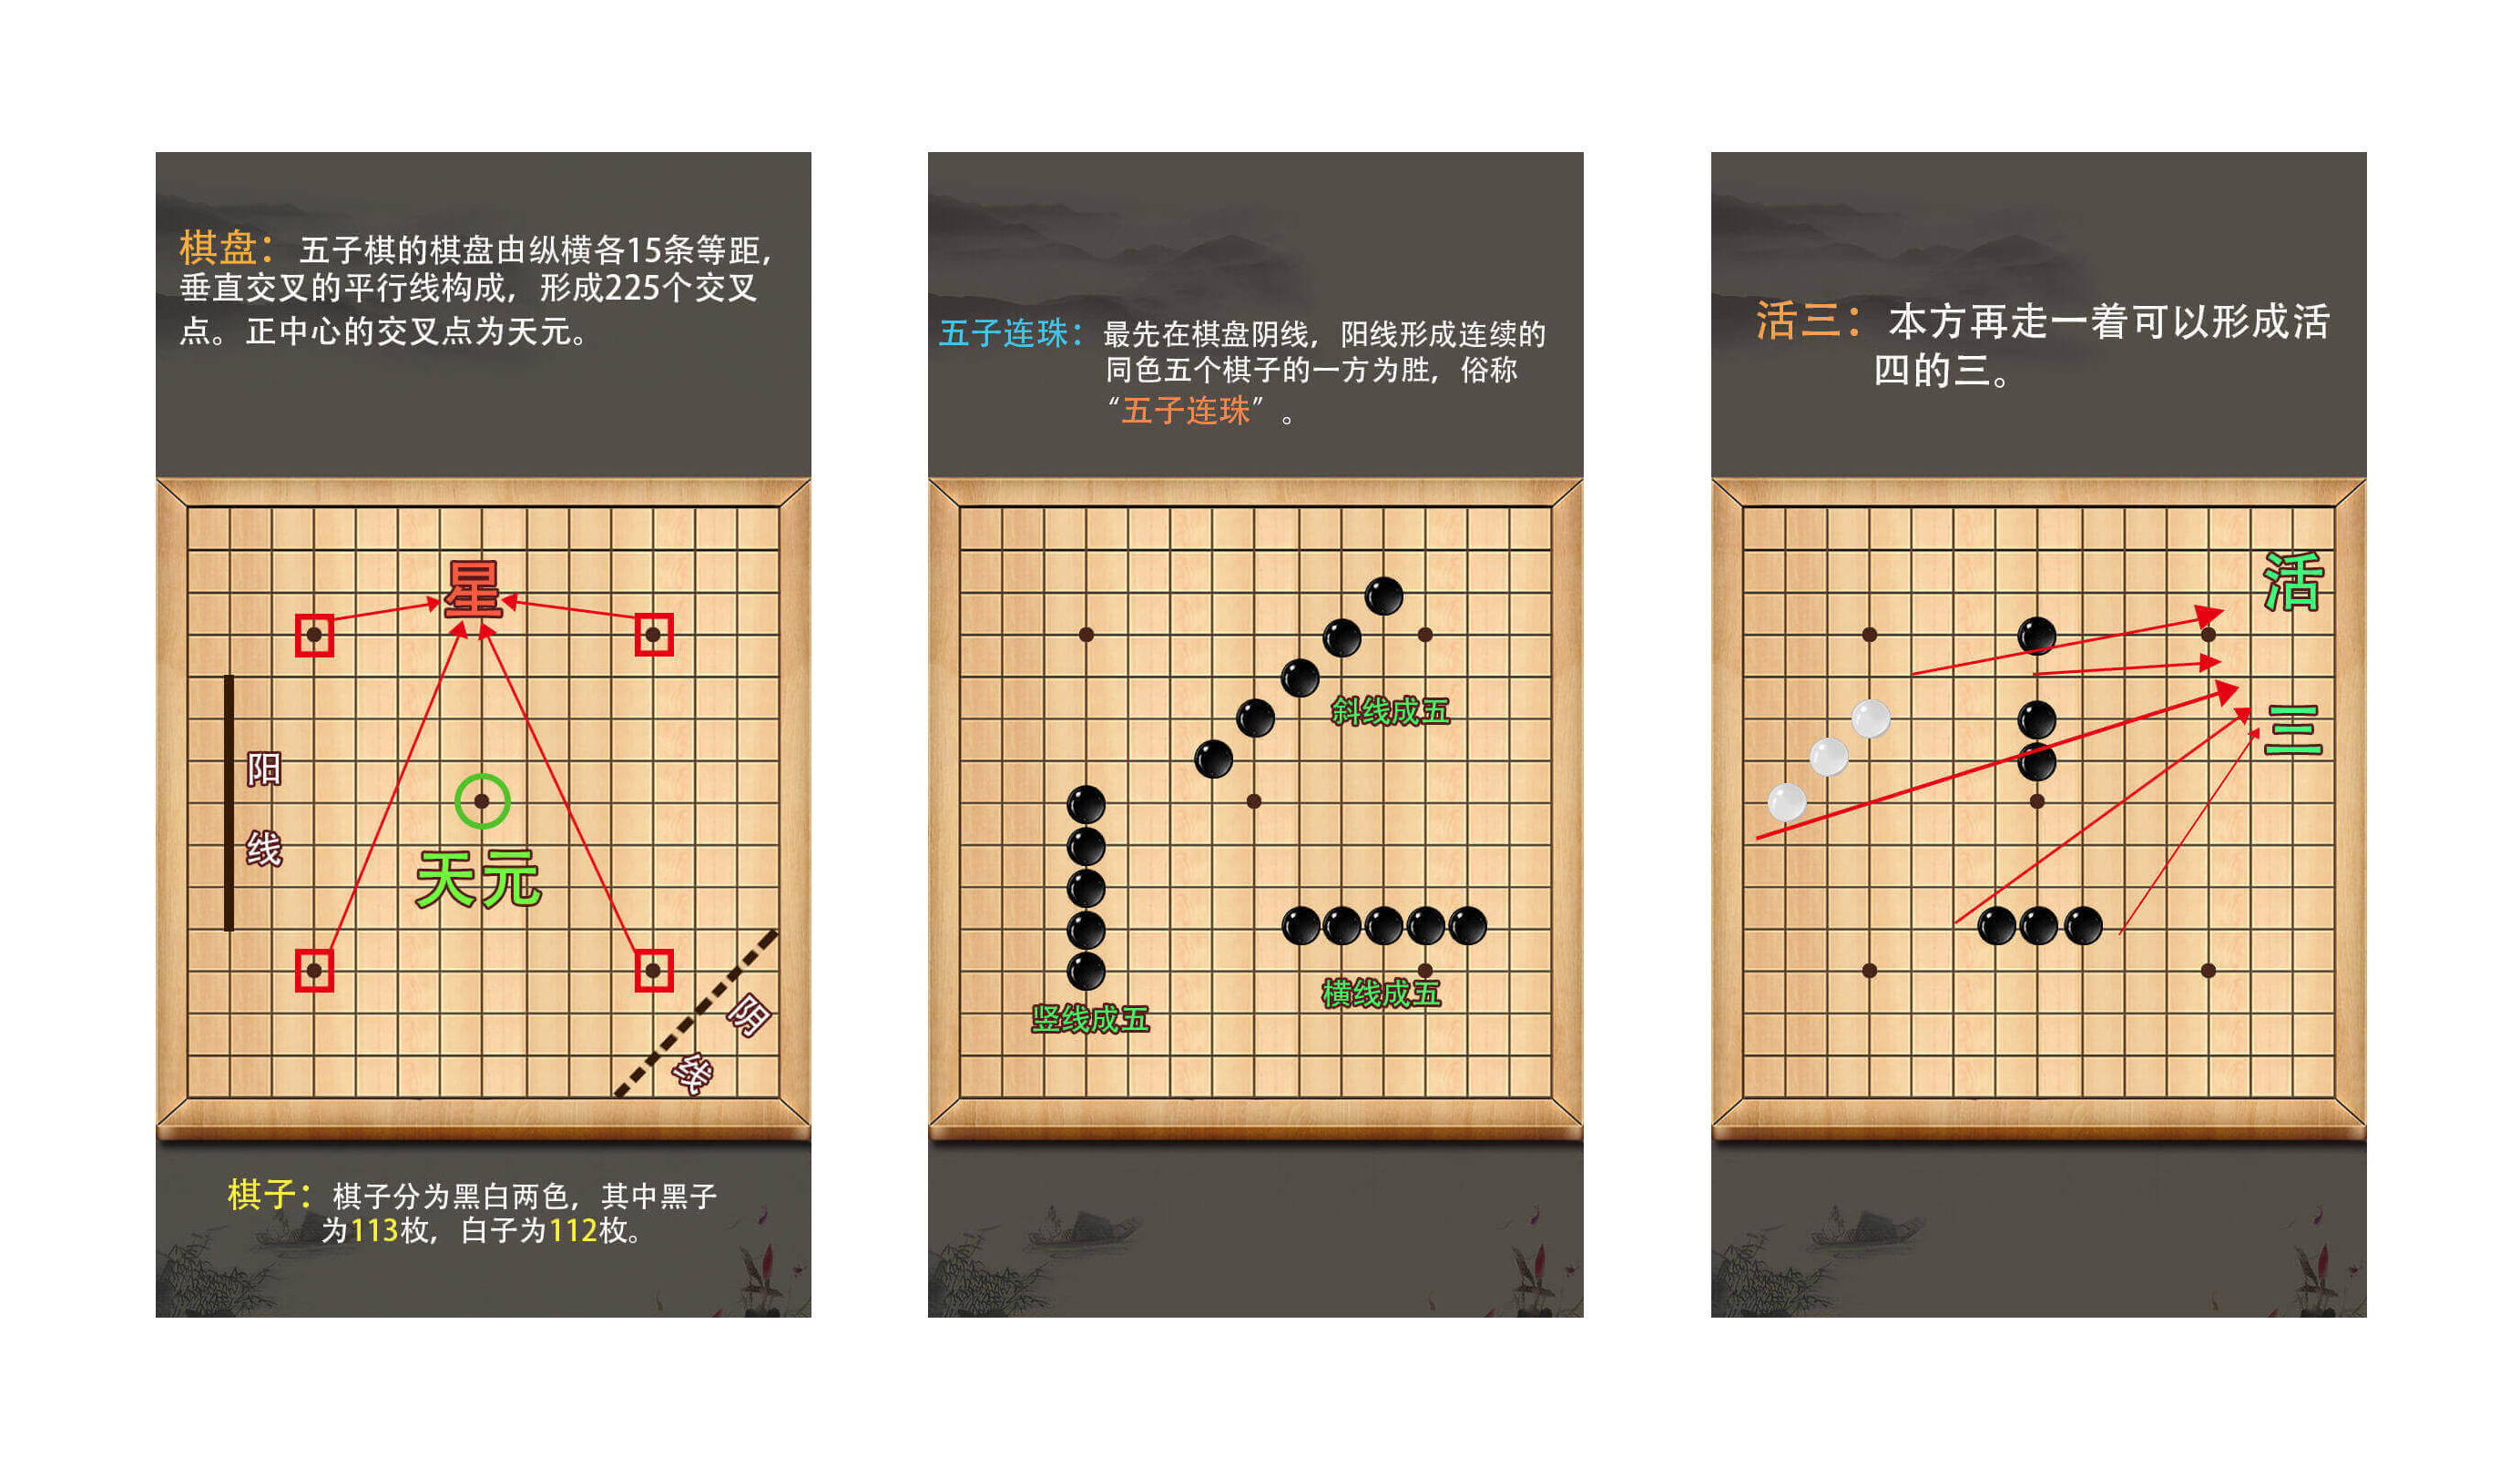 棋盘：五子棋的棋盘由纵横各15条等距，
垂直交叉的平行线构成，形成225个交叉
点。正中心的交叉点为天元。
星
阳
线
天元
阴
线
棋子：棋子分为黑白两色，其中黑子
为113枚，白子为112枚。
五子连珠：最先在棋盘阴线，阳线形成连续的
同色五个棋子的一方为胜，俗称
“五子连珠”。
斜线成五
横线成五
竖线成五
活三：本方再走一着可以形成活
四的三。
活
三